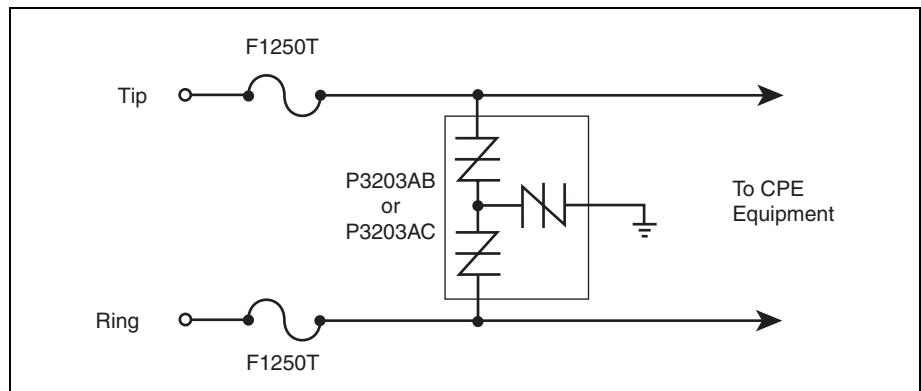 F1250T
Tip
P3203AB
or
P3203AC
To CPE
Equipment
Ring
F1250T